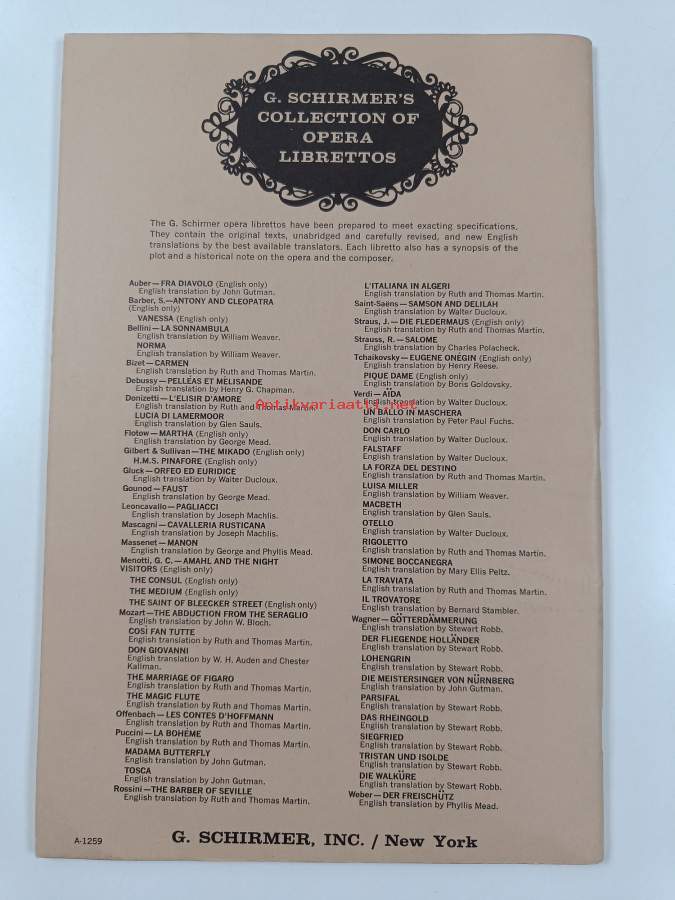 G. SCHIRMER'S
COLLECTION OF
OPERA
LIBRETTOS
The G. Schirmer opera librettos have been prepared to meet exacting specifications.
They contain the original texts, unabridged and carefully revised, and new English
translations by the best available translators. Each libretto also has a synopsis of the
plot and a historical note on the opera and the composer.
Auber—FRA DIAVOLO (English only)
English translation by John Gutman.
Barber, S.—ANTONY AND CLEOPATRA
(English only)
VANESSA (English only)
Bellini—LA SONNAMBULA
English translation by William Weaver.
NORMA
English translation by William Weaver.
Bizet—CARMEN
English translation by Ruth and Thomas Martin.
Debussy—PELLÉAS ET MÉLISANDE
English translation by Henry G. Chapman.
Donizetti—L'ELISIR D'AMORE
English translation by Ruth and Thomas Martin.
LUCIA DI LAMERMOOR
English translation by Glen Sauls.
Flotow—MARTHA (English only)
English translation by George Mead.
Gilbert & Sullivan—THE MIKADO (English only)
H.M.S. PINAFORE (English only)
Gluck—ORFEO ED EURIDICE
English translation by Walter Ducloux.
Gounod—FAUST
English translation by George Mead.
Leoncavallo—PAGLIACCI
English translation by Joseph Machlis.
Mascagni—CAVALLERIA RUSTICANA
English translation by Joseph Machlis.
Massenet—MANON
English translation by George and Phyllis Mead.
Menotti, G. C.—AMAHL AND THE NIGHT
VISITORS (English only)
THE CONSUL (English only)
THE MEDIUM (English only)
THE SAINT OF BLEECKER STREET (English only)
Mozart—THE ABDUCTION FROM THE SERAGLIO
English translation by John W. Bloch.
COSÌ FAN TUTTE
English translation by Ruth and Thomas Martin.
DON GIOVANNI
English translation by W. H. Auden and Chester
Kallman.
THE MARRIAGE OF FIGARO
English translation by Ruth and Thomas Martin.
THE MAGIC FLUTE
English translation by Ruth and Thomas Martin.
Offenbach—LES CONTES D'HOFFMANN
English translation by Ruth and Thomas Martin.
Puccini—LA BOHÈME
English translation by Ruth and Thomas Martin.
MADAMA BUTTERFLY
English translation by John Gutman.
TOSCA
English translation by John Gutman.
Rossini—THE BARBER OF SEVILLE
English translation by Ruth and Thomas Martin.
L'ITALIANA IN ALGERI
English translation by Ruth and Thomas Martin.
Saint-Saëns—SAMSON AND DELILAH
English translation by Walter Ducloux.
Straus, J.—DIE FLEDERMAUS (English only)
English translation by Ruth and Thomas Martin.
Strauss, R.—SALOME
English translation by Charles Polacheck.
Tchaikovsky—EUGENE ONÉGIN (English only)
English translation by Henry Reese.
PIQUE DAME (English only)
English translation by Boris Goldovsky.
Verdi—AÏDA
English translation by Walter Ducloux.
UN BALLO IN MASCHERA
English translation by Peter Paul Fuchs.
DON CARLO
English translation by Walter Ducloux.
FALSTAFF
English translation by Walter Ducloux.
LA FORZA DEL DESTINO
English translation by Ruth and Thomas Martin.
LUISA MILLER
English translation by William Weaver.
MACBETH
English translation by Glen Sauls.
OTELLO
English translation by Walter Ducloux.
RIGOLETTO
English translation by Ruth and Thomas Martin.
SIMONE BOCCANEGRA
English translation by Mary Ellis Peltz.
LA TRAVIATA
English translation by Ruth and Thomas Martin.
IL TROVATORE
English translation by Bernard Stambler.
Wagner—GÖTTERDÄMMERUNG
English translation by Stewart Robb.
DER FLIEGENDE HOLLÄNDER
English translation by Stewart Robb.
LOHENGRIN
English translation by Stewart Robb.
DIE MEISTERSINGER VON NÜRNBERG
English translation by John Gutman.
PARSIFAL
English translation by Stewart Robb.
DAS RHEINGOLD
English translation by Stewart Robb.
SIEGFRIED
English translation by Stewart Robb.
TRISTAN UND ISOLDE
English translation by Stewart Robb.
DIE WALKÜRE
English translation by Stewart Robb.
Weber—DER FREISCHÜTZ
English translation by Phyllis Mead.
Antikvariaatti.net
A-1259
G. SCHIRMER, INC. / New York